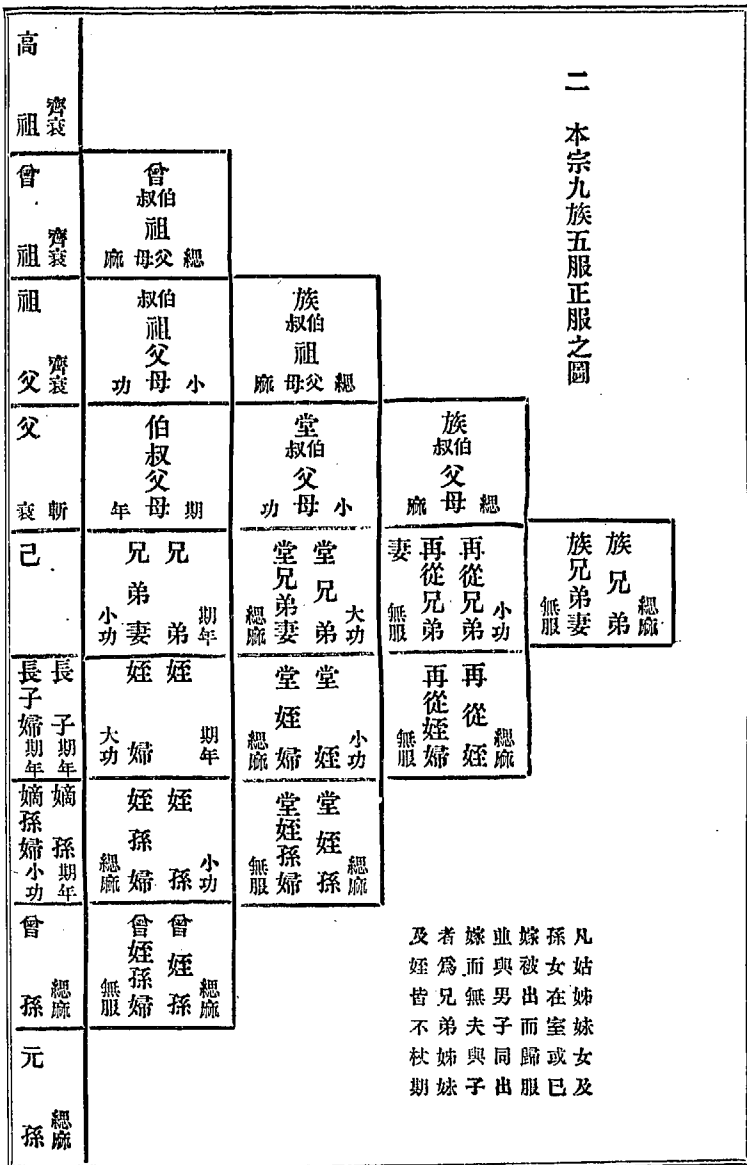 二 本宗九族五服正服之圖
高祖 齊衰
曾祖 齊衰
曾伯叔祖父母 緦麻
祖父 齊衰
伯叔祖父母 小功
族伯叔祖父母 緦麻
父 斬衰
伯叔父母 期年
堂伯叔父母 小功
族伯叔父母 緦麻
己
兄弟 期年
兄弟妻 小功
堂兄弟 大功
堂兄弟妻 緦麻
再從兄弟 小功
再從兄弟妻 無服
族兄弟 緦麻
族兄弟妻 無服
長子 期年
長子婦 期年
姪 期年
姪婦 大功
堂姪 小功
堂姪婦 緦麻
再從姪 緦麻
再從姪婦 無服
嫡孫 期年
嫡孫婦 小功
姪孫 小功
姪孫婦 緦麻
堂姪孫 緦麻
堂姪孫婦 無服
曾孫 緦麻
曾姪孫 緦麻
曾姪孫婦 無服
元孫 緦麻
凡姑姊妹女及
孫女在室或已
嫁被出而歸服
並與男子同出
嫁而無夫與子
者爲兄弟姊妹
及姪皆不杖期